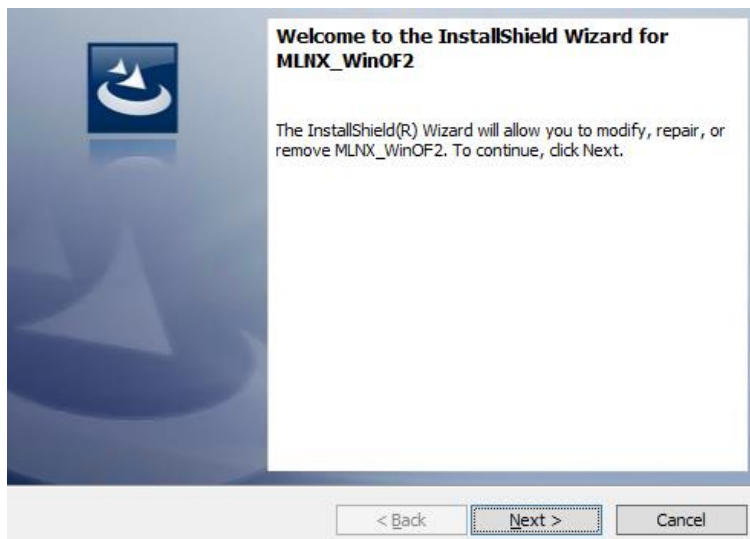 Welcome to the InstallShield Wizard for
MLNX_WinOF2
The InstallShield(R) Wizard will allow you to modify, repair, or
remove MLNX_WinOF2. To continue, click Next.
< Back
Next >
Cancel